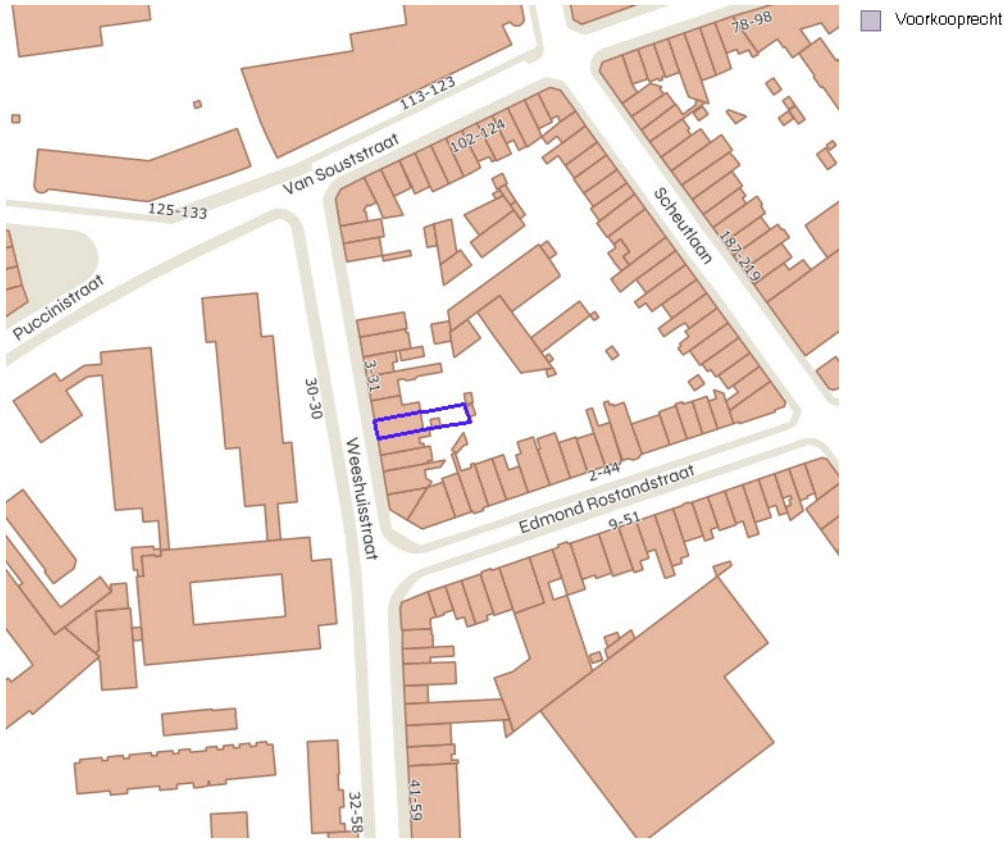 Voorkooprecht
78-98
113-123
102-124
Van Souststraat
125-133
Scheutlaan
187-219
Puccinistraat
3-31
30-30
Weeshuisstraat
2-44
Edmond Rostandstraat
9-51
32-58
41-59